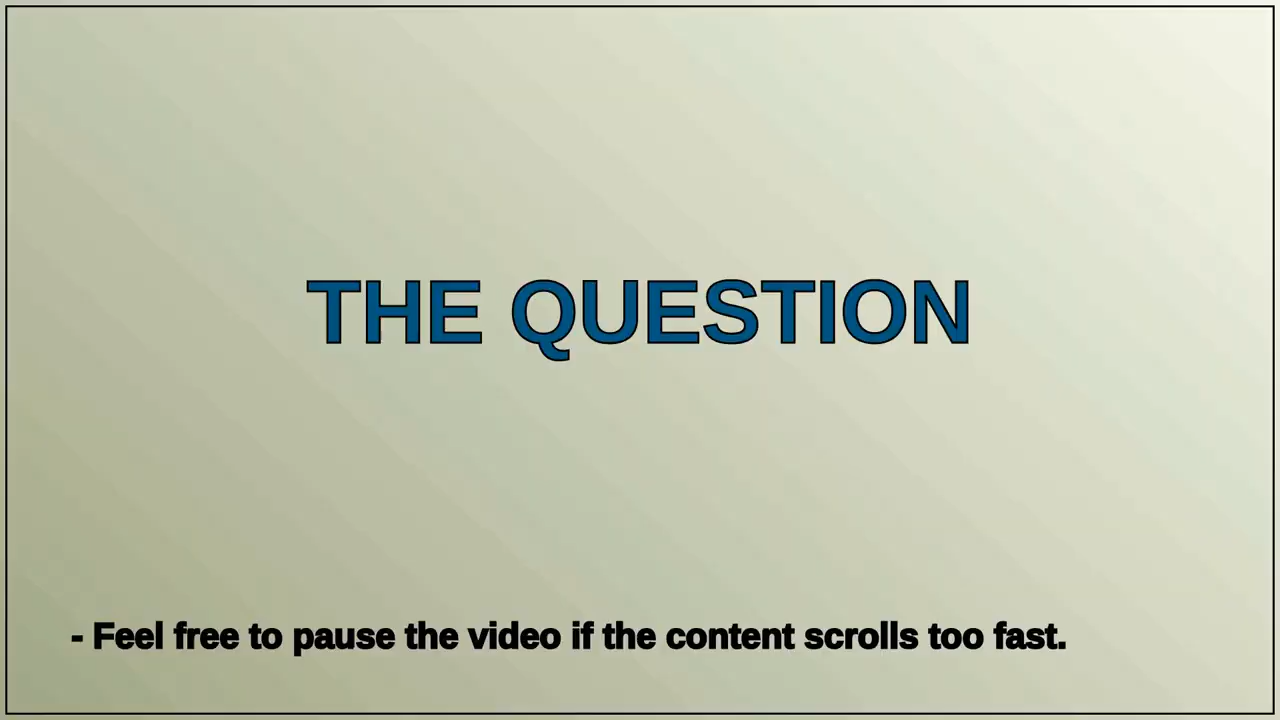 THE QUESTION
- Feel free to pause the video if the content scrolls too fast.